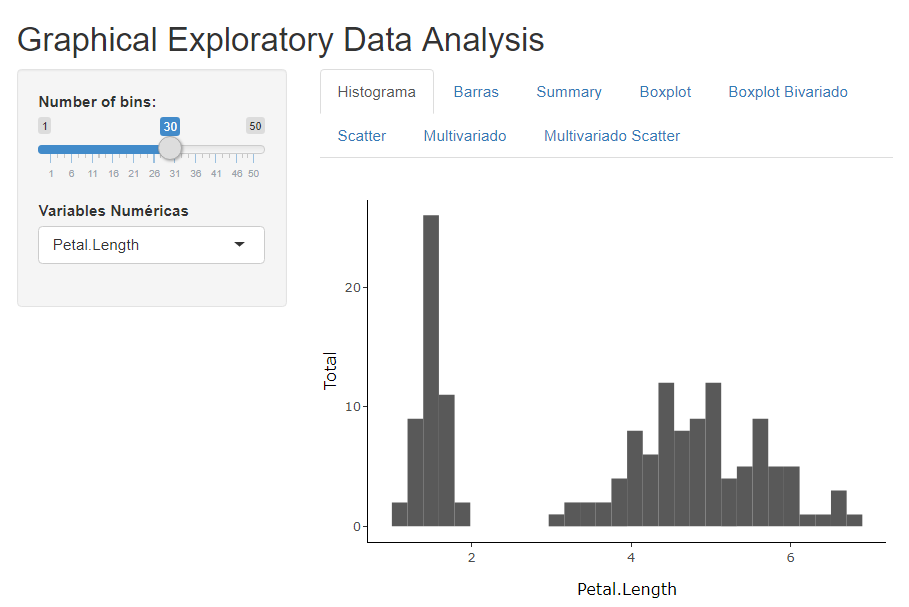 Graphical Exploratory Data Analysis
Number of bins:
1 30 50
1 6 11 16 21 26 31 36 41 46 50
Variables Numéricas
Petal.Length
Histograma Barras Summary Boxplot Boxplot Bivariado
Scatter Multivariado Multivariado Scatter
Total
20
10
0
2 4 6
Petal.Length